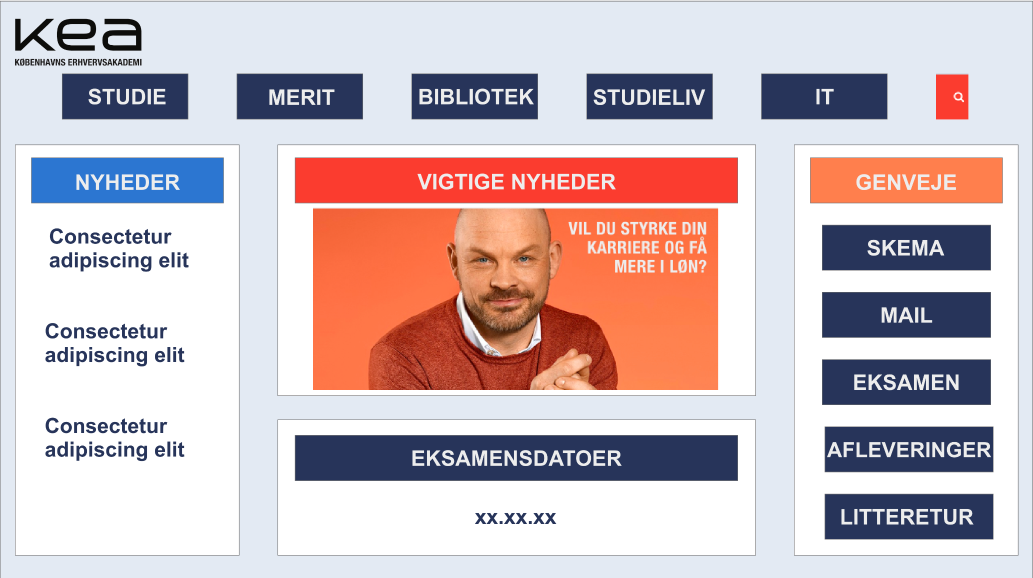 kea
KØBENHAVNS ERHVERVSAKADEMI
STUDIE
MERIT
BIBLIOTEK
STUDIELIV
IT
NYHEDER
Consectetur
adipiscing elit
Consectetur
adipiscing elit
Consectetur
adipiscing elit
VIGTIGE NYHEDER
VIL DU STYRKE DIN
KARRIERE OG FÅ
MERE I LØN?
EKSAMENSDATOER
xx.xx.xx
GENVEJE
SKEMA
MAIL
EKSAMEN
AFLEVERINGER
LITTERETUR